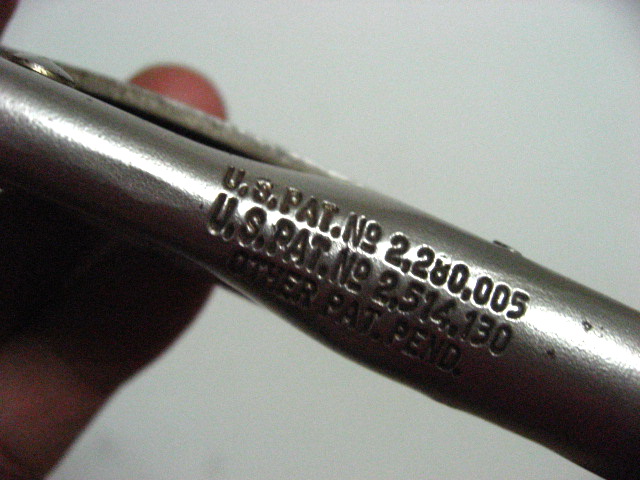 U.S. PAT. Nº 2,280,005
U.S. PAT. Nº 2,514,130
OTHER PAT. PEND.